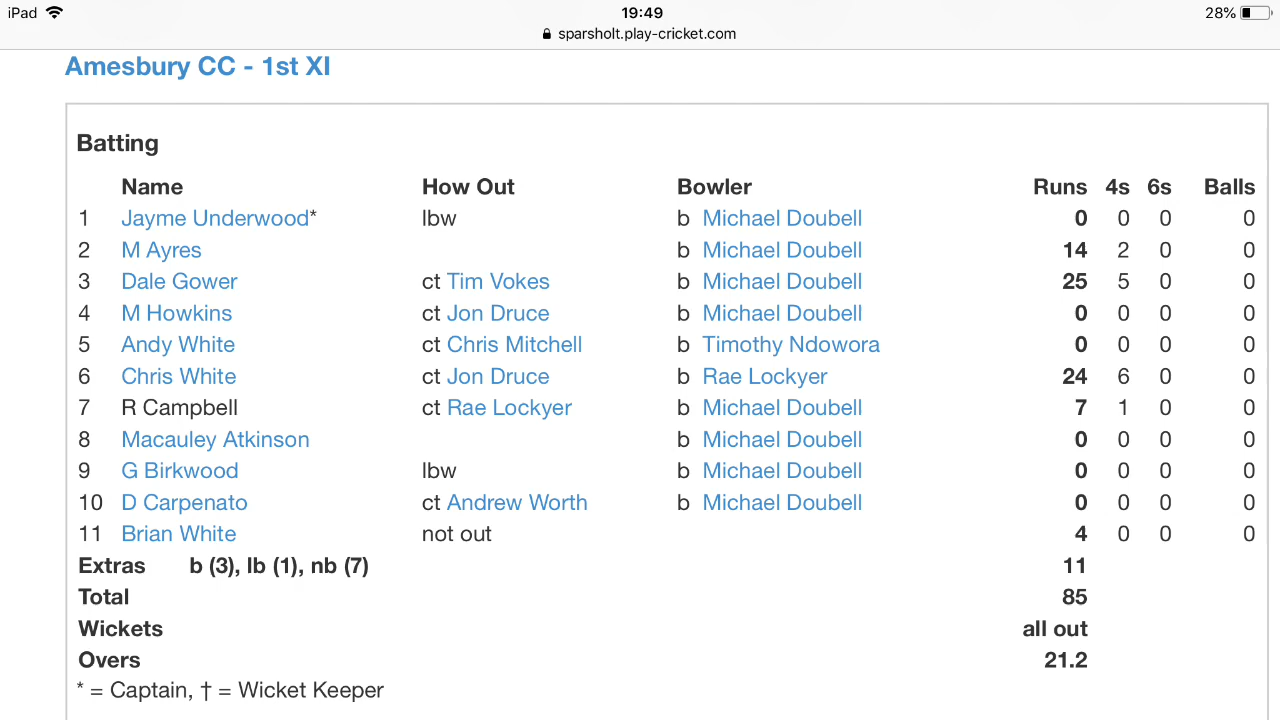 iPad 19:49 28%
sparsholt.play-cricket.com
Amesbury CC - 1st XI
Batting
Name How Out Bowler Runs 4s 6s Balls
1 Jayme Underwood* lbw b Michael Doubell 0 0 0 0
2 M Ayres b Michael Doubell 14 2 0 0
3 Dale Gower ct Tim Vokes b Michael Doubell 25 5 0 0
4 M Howkins ct Jon Druce b Michael Doubell 0 0 0 0
5 Andy White ct Chris Mitchell b Timothy Ndowora 0 0 0 0
6 Chris White ct Jon Druce b Rae Lockyer 24 6 0 0
7 R Campbell ct Rae Lockyer b Michael Doubell 7 1 0 0
8 Macauley Atkinson b Michael Doubell 0 0 0 0
9 G Birkwood lbw b Michael Doubell 0 0 0 0
10 D Carpenato ct Andrew Worth b Michael Doubell 0 0 0 0
11 Brian White not out 4 0 0 0
Extras b (3), lb (1), nb (7) 11
Total 85
Wickets all out
Overs 21.2
* = Captain, † = Wicket Keeper